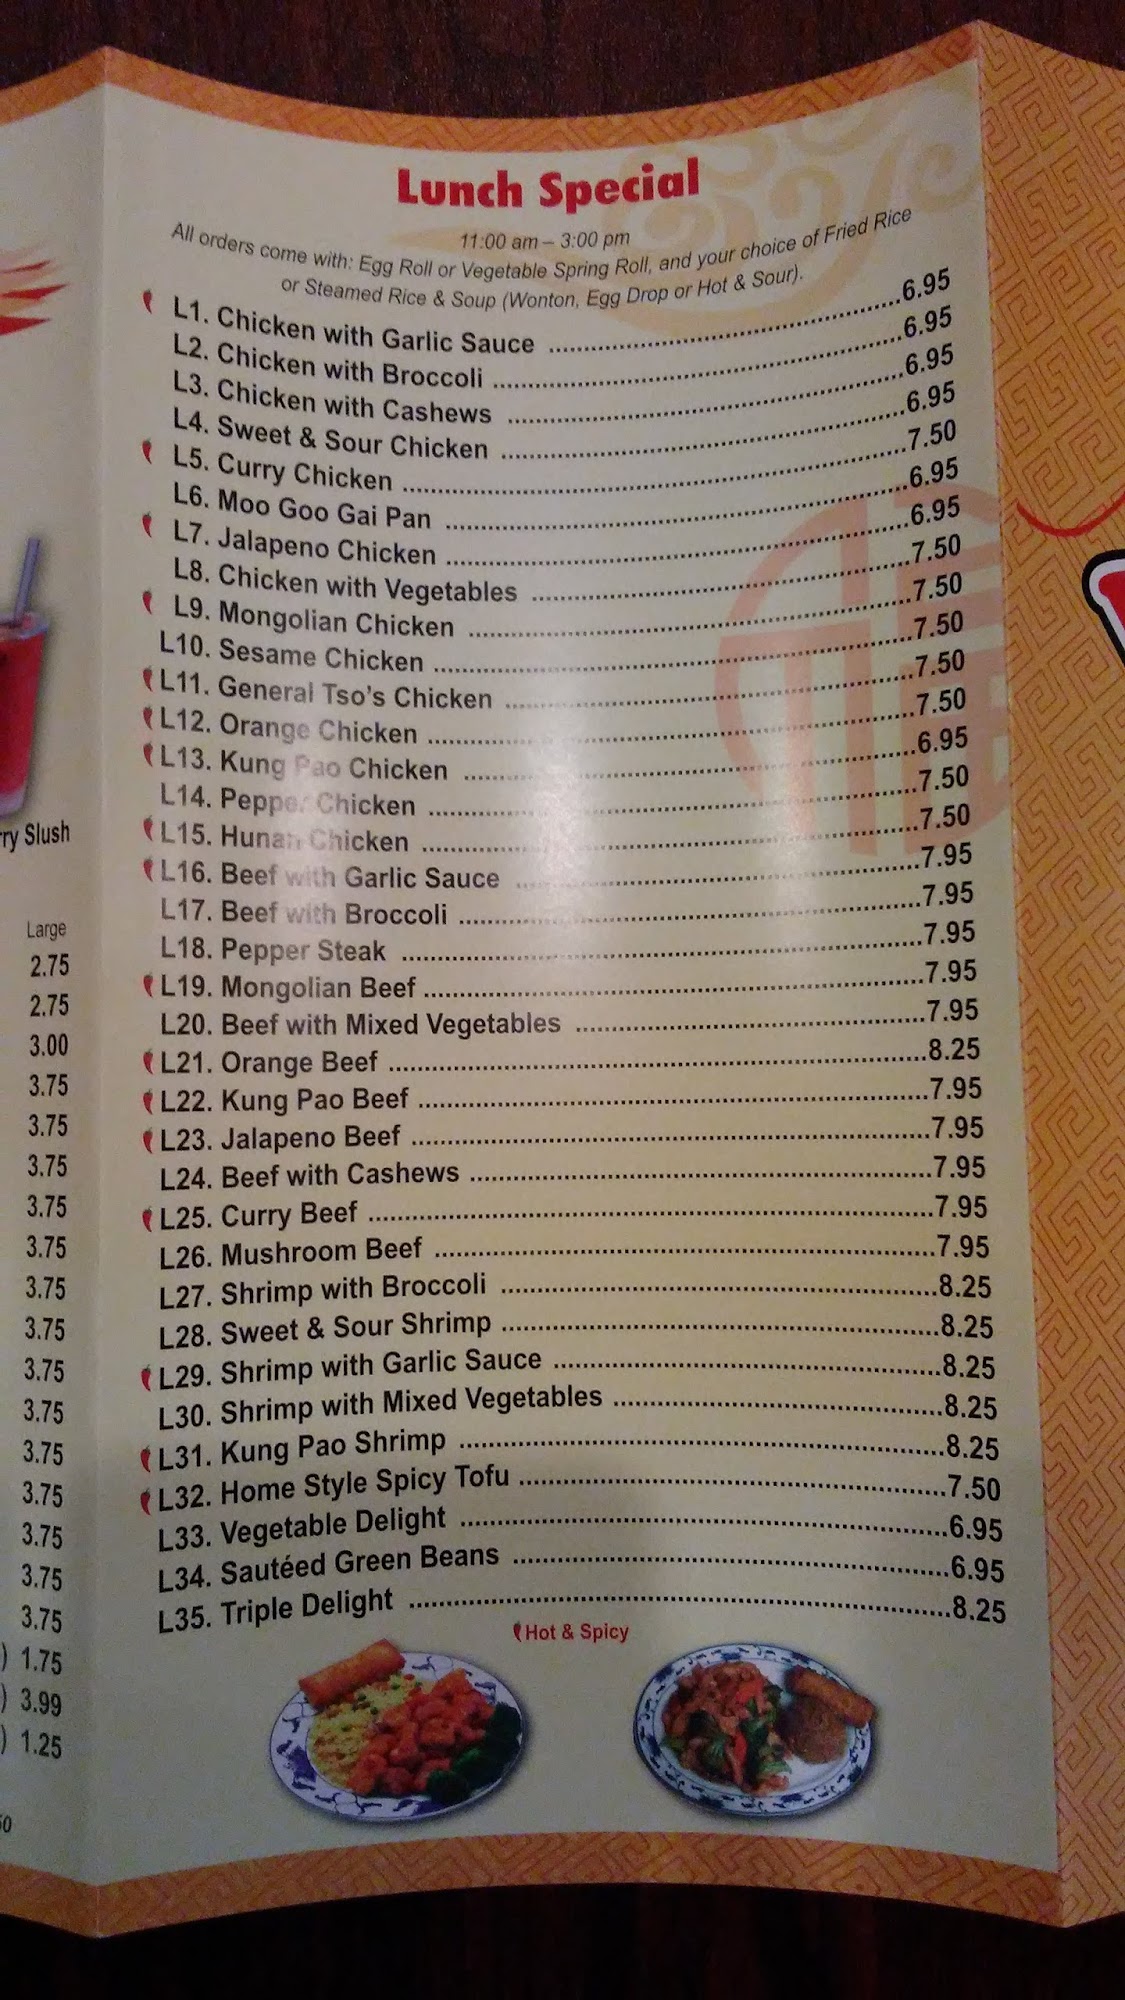 ry Slush
Large
2.75
2.75
3.00
3.75
3.75
3.75
3.75
3.75
3.75
3.75
3.75
3.75
3.75
3.75
3.75
3.75
3.75
) 1.75
) 3.99
) 1.25
Lunch Special
11:00 am – 3:00 pm
All orders come with: Egg Roll or Vegetable Spring Roll, and your choice of Fried Rice
or Steamed Rice & Soup (Wonton, Egg Drop or Hot & Sour).
L1. Chicken with Garlic Sauce 6.95
L2. Chicken with Broccoli 6.95
L3. Chicken with Cashews 6.95
L4. Sweet & Sour Chicken 6.95
L5. Curry Chicken 7.50
L6. Moo Goo Gai Pan 6.95
L7. Jalapeno Chicken 6.95
L8. Chicken with Vegetables 7.50
L9. Mongolian Chicken 7.50
L10. Sesame Chicken 7.50
L11. General Tso's Chicken 7.50
L12. Orange Chicken 7.50
L13. Kung Pao Chicken 6.95
L14. Pepper Chicken 7.50
L15. Hunan Chicken 7.50
L16. Beef with Garlic Sauce 7.95
L17. Beef with Broccoli 7.95
L18. Pepper Steak 7.95
L19. Mongolian Beef 7.95
L20. Beef with Mixed Vegetables 7.95
L21. Orange Beef 8.25
L22. Kung Pao Beef 7.95
L23. Jalapeno Beef 7.95
L24. Beef with Cashews 7.95
L25. Curry Beef 7.95
L26. Mushroom Beef 7.95
L27. Shrimp with Broccoli 8.25
L28. Sweet & Sour Shrimp 8.25
L29. Shrimp with Garlic Sauce 8.25
L30. Shrimp with Mixed Vegetables 8.25
L31. Kung Pao Shrimp 8.25
L32. Home Style Spicy Tofu 7.50
L33. Vegetable Delight 6.95
L34. Sautéed Green Beans 6.95
L35. Triple Delight 8.25
Hot & Spicy